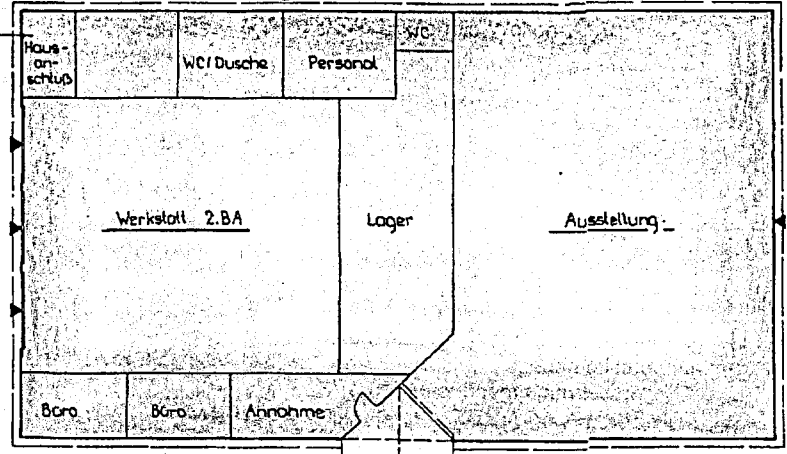 Haus-
an-
schluß
WC/Dusche
Personal
WC
Werkstatt 2.BA
Lager
Ausstellung
Büro
Büro
Annahme